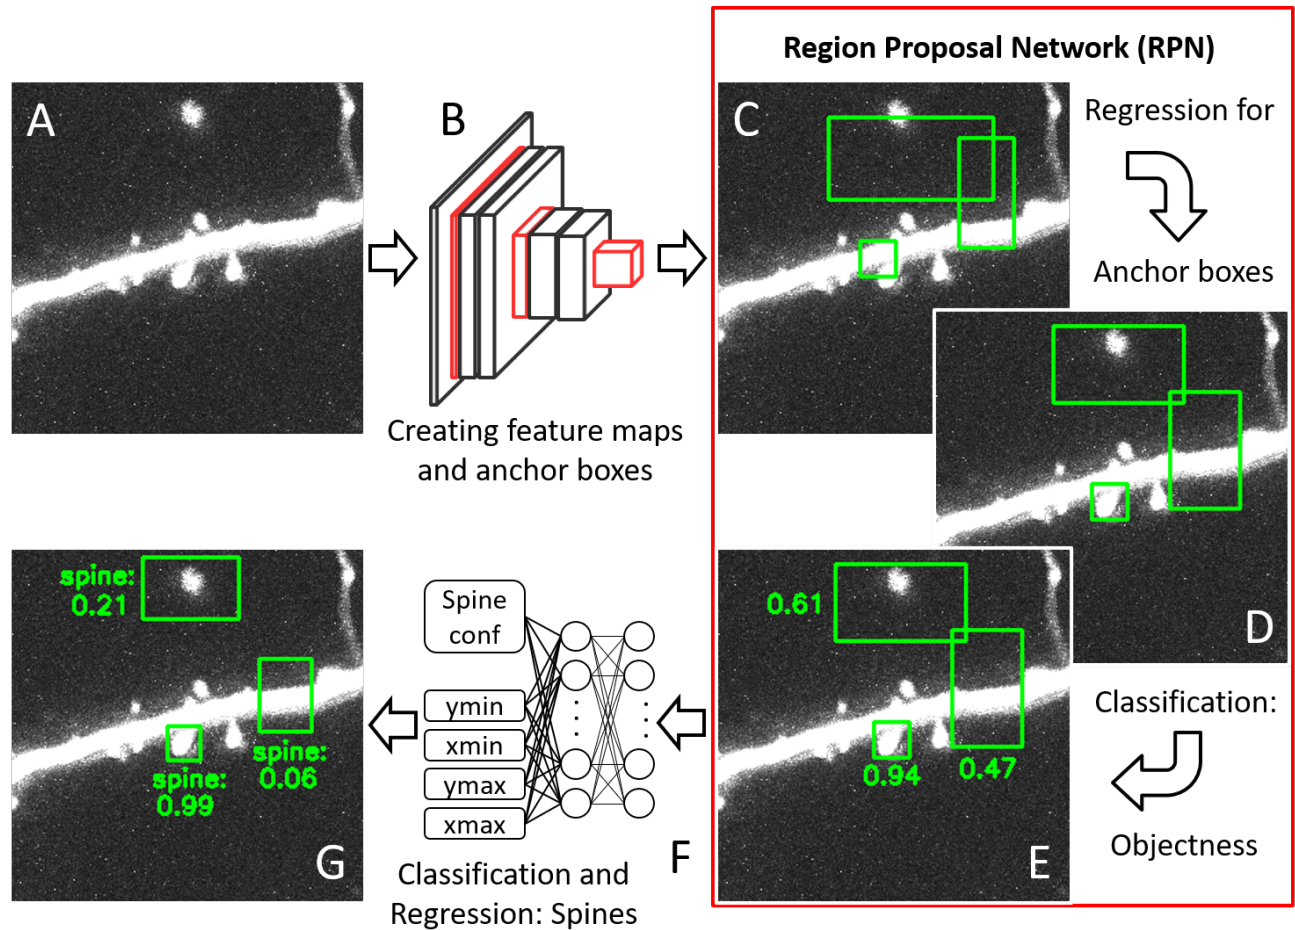 Region Proposal Network (RPN)
A
B
C
Regression for
Anchor boxes
Creating feature maps
and anchor boxes
D
spine:
0.21
spine:
0.99
spine:
0.06
G
Spine
conf
ymin
xmin
ymax
xmax
F
Classification and
Regression: Spines
0.61
0.94
0.47
E
Classification:
Objectness